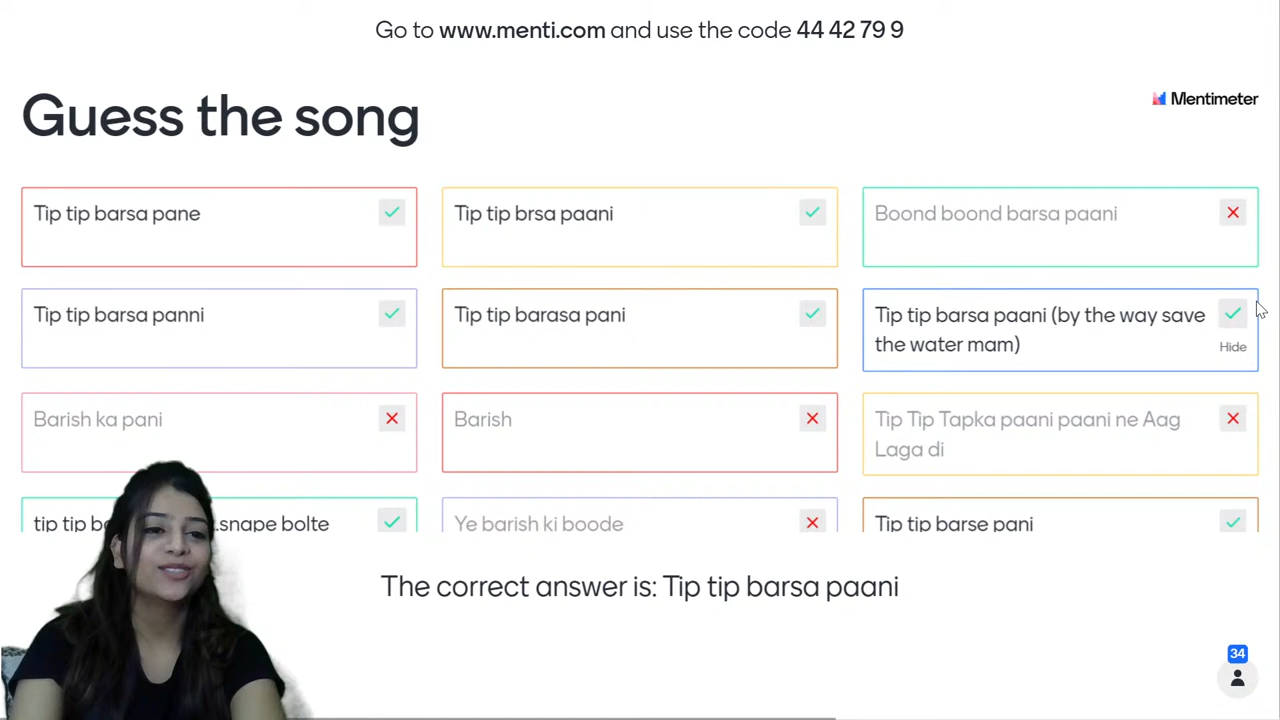 Go to www.menti.com and use the code 44 42 79 9
Guess the song
Mentimeter
Tip tip barsa pane
Tip tip brsa paani
Boond boond barsa paani
Tip tip barsa panni
Tip tip barasa pani
Tip tip barsa paani (by the way save
the water mam)
Hide
Barish ka pani
Barish
Tip Tip Tapka paani paani ne Aag
Laga di
tip tip snape bolte
Ye barish ki boode
Tip tip barse pani
The correct answer is: Tip tip barsa paani
34